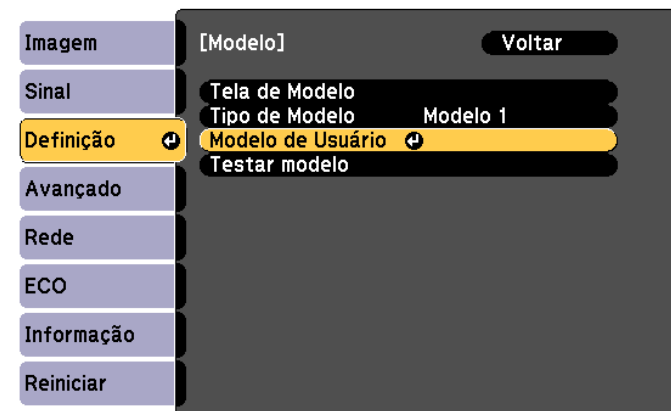 Imagem
Sinal
Definição
Avançado
Rede
ECO
Informação
Reiniciar
[Modelo] Voltar
Tela de Modelo
Tipo de Modelo Modelo 1
Modelo de Usuário
Testar modelo